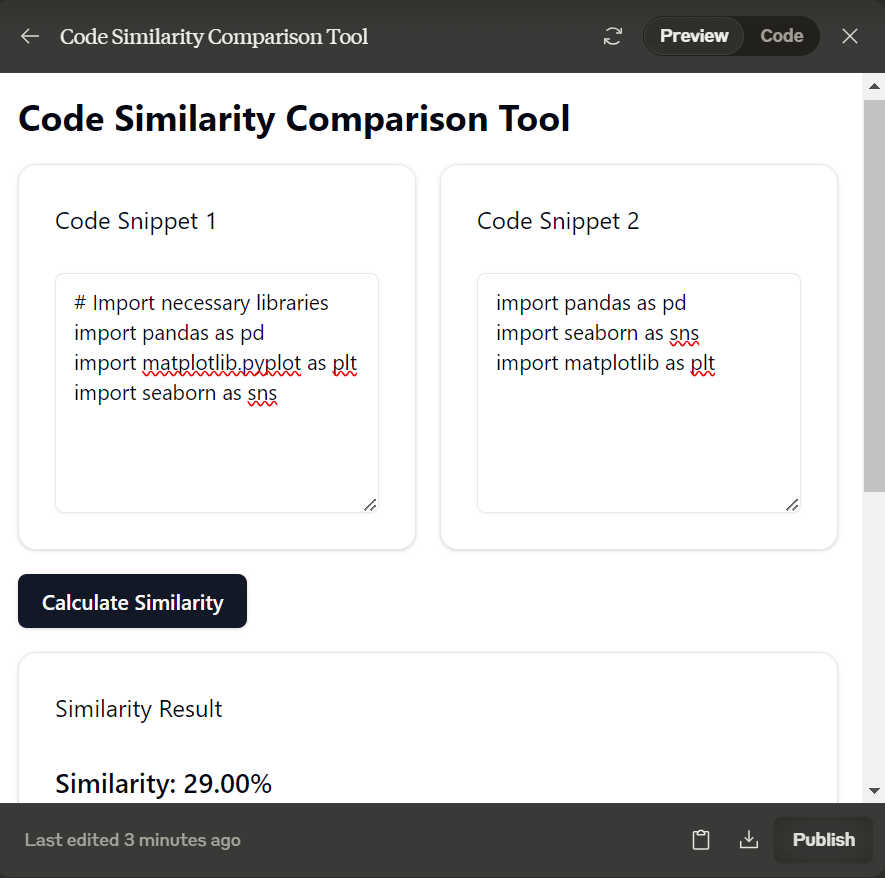 Code Similarity Comparison Tool
Preview
Code
Code Similarity Comparison Tool
Code Snippet 1
# Import necessary libraries
import pandas as pd
import matplotlib.pyplot as plt
import seaborn as sns
Code Snippet 2
import pandas as pd
import seaborn as sns
import matplotlib as plt
Calculate Similarity
Similarity Result
Similarity: 29.00%
Last edited 3 minutes ago
Publish